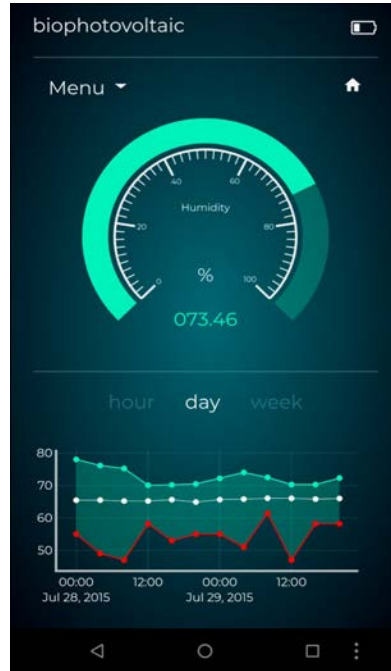 biophotovoltaic
Menu
40 60
Humidity
20 80
%
0 100
073.46
hour day week
80
70
60
50
00:00 12:00 00:00 12:00
Jul 28, 2015 Jul 29, 2015